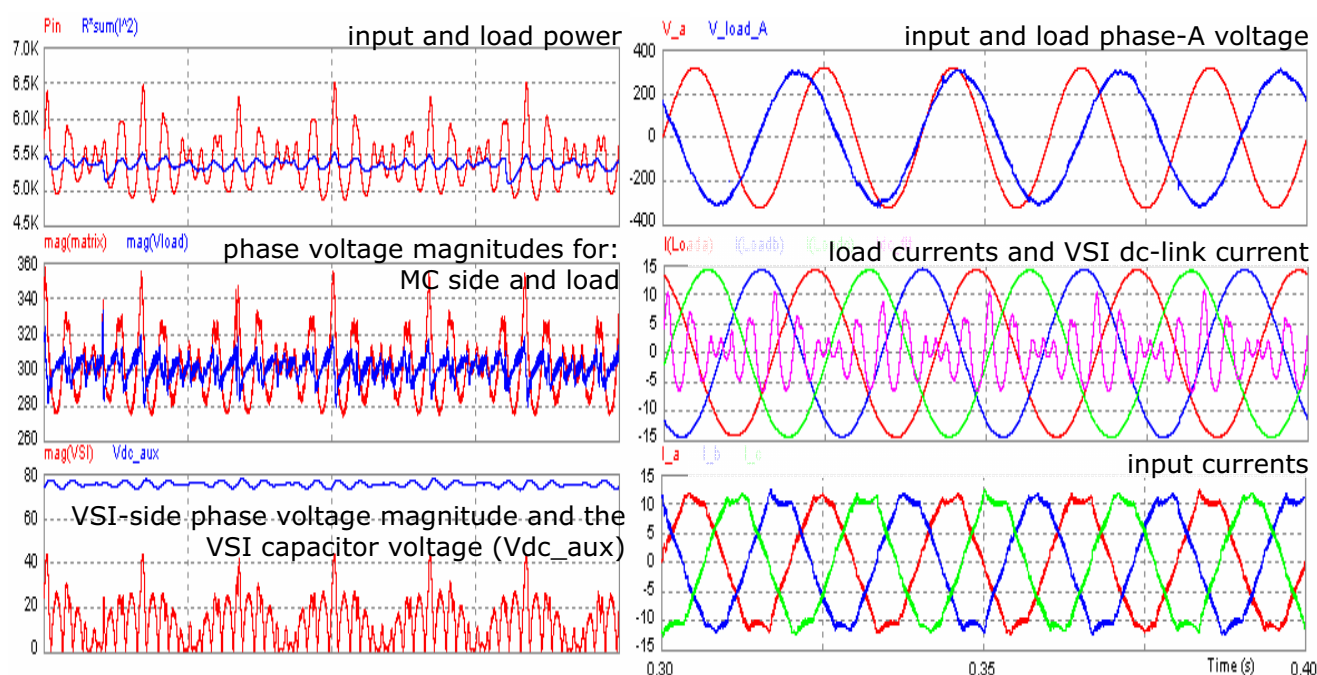 Pin R*sum(I^2)
input and load power
7.0K
6.5K
6.0K
5.5K
5.0K
4.5K
mag(matrix) mag(Vload)
phase voltage magnitudes for:
MC side and load
360
340
320
300
280
260
mag(VSI) Vdc_aux
80
60
40
20
0
VSI-side phase voltage magnitude and the
VSI capacitor voltage (Vdc_aux)
V_a V_load_A
input and load phase-A voltage
400
200
0
-200
-400
I(Loada) I(Loadb)
load currents and VSI dc-link current
15
10
5
0
-5
-10
-15
I_a I_b I_c
input currents
15
10
5
0
-5
-10
-15
0.30 0.35 Time (s) 0.40